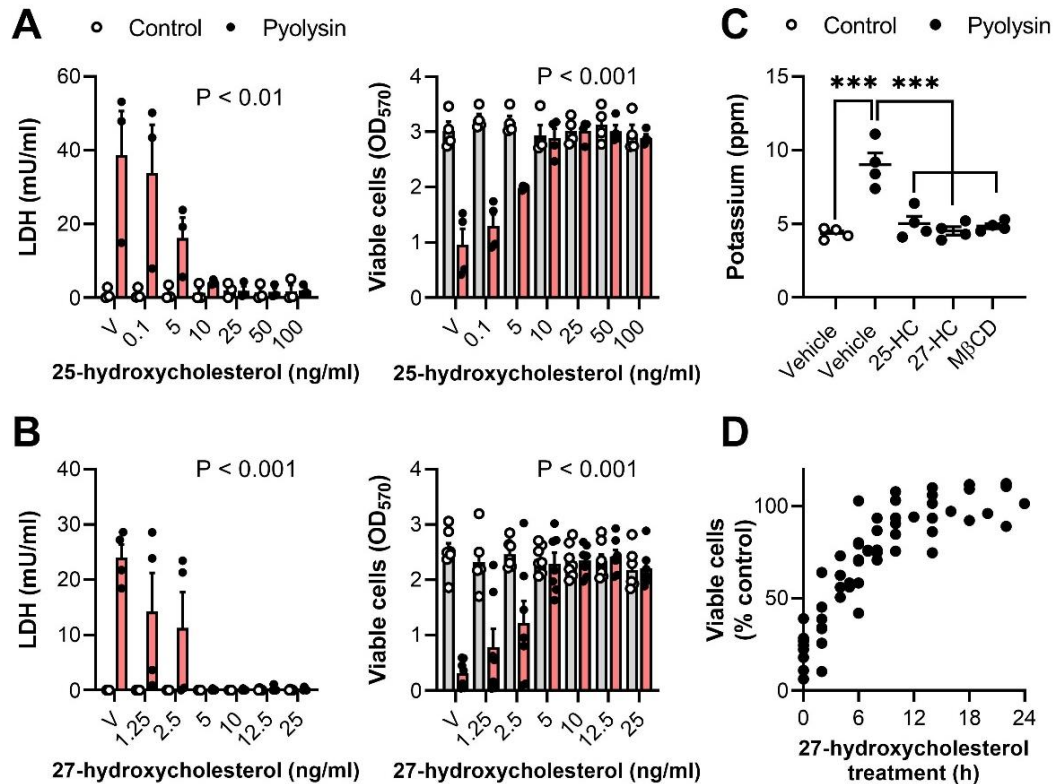 A
Control
Pyolysin
P < 0.01
LDH (mU/ml)
60
40
20
0
V
0.1
5
10
25
50
100
25-hydroxycholesterol (ng/ml)
P < 0.001
Viable cells (OD570)
4
3
2
1
0
V
0.1
5
10
25
50
100
25-hydroxycholesterol (ng/ml)
B
P < 0.001
LDH (mU/ml)
40
30
20
10
0
V
1.25
2.5
5
10
12.5
25
27-hydroxycholesterol (ng/ml)
P < 0.001
Viable cells (OD570)
4
3
2
1
0
V
1.25
2.5
5
10
12.5
25
27-hydroxycholesterol (ng/ml)
C
Control
Pyolysin
*** ***
Potassium (ppm)
15
10
5
0
Vehicle
Vehicle
25-HC
27-HC
MβCD
D
Viable cells
(% control)
100
50
0
0 6 12 18 24
27-hydroxycholesterol
treatment (h)